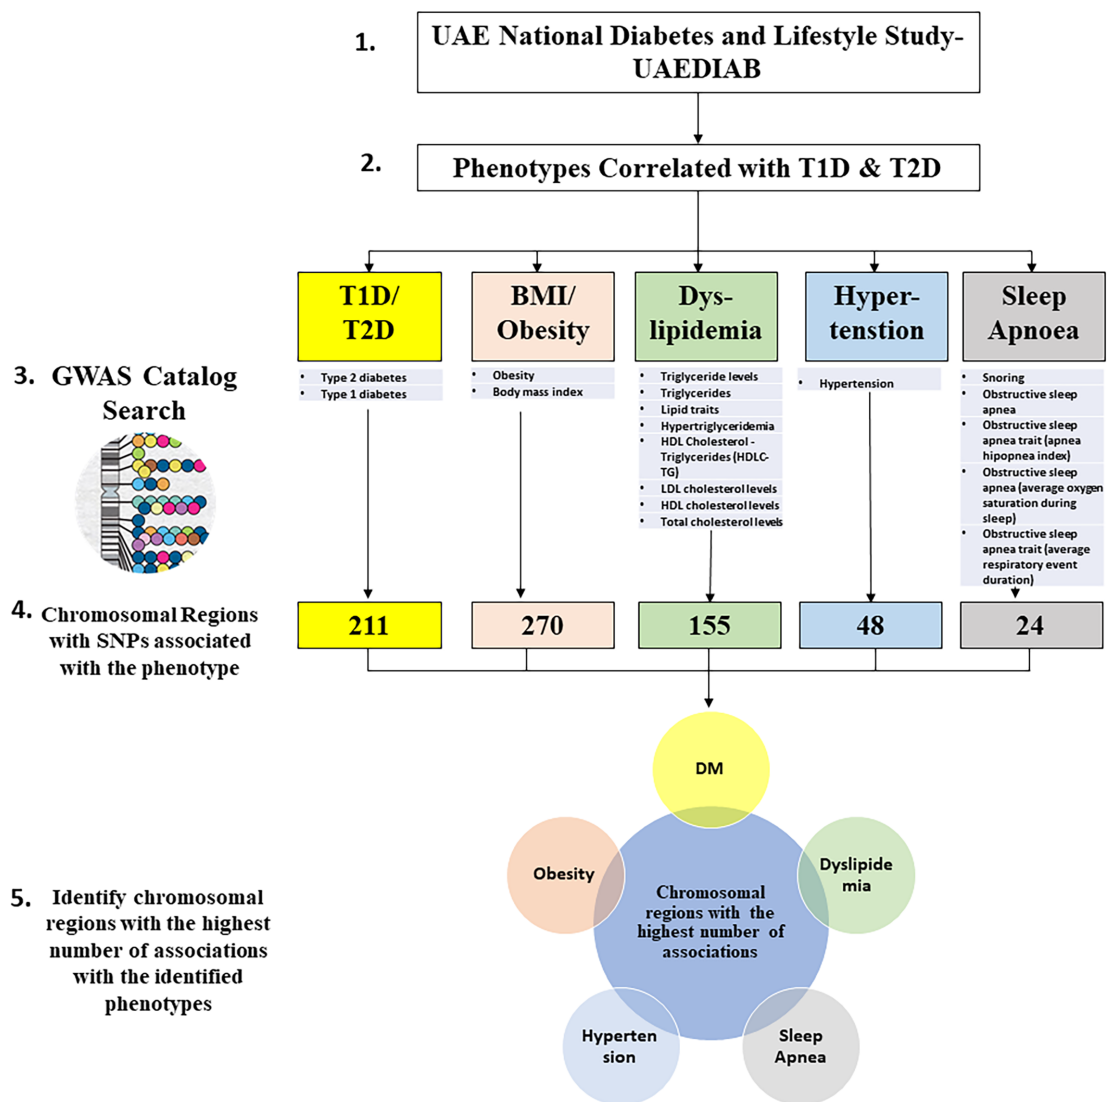 1.
UAE National Diabetes and Lifestyle Study-
UAEDIAB
2.
Phenotypes Correlated with T1D & T2D
T1D/
T2D
BMI/
Obesity
Dys-
lipidemia
Hyper-
tenstion
Sleep
Apnoea
3. GWAS Catalog
Search
• Type 2 diabetes
• Type 1 diabetes
• Obesity
• Body mass index
• Triglyceride levels
• Triglycerides
• Lipid traits
• Hypertriglyceridemia
• HDL Cholesterol -
Triglycerides (HDLC-
TG)
• LDL cholesterol levels
• HDL cholesterol levels
• Total cholesterol levels
• Hypertension
• Snoring
• Obstructive sleep
apnea
• Obstructive sleep
apnea trait (apnea
hipopnea index)
• Obstructive sleep
apnea (average oxygen
saturation during
sleep)
• Obstructive sleep
apnea trait (average
respiratory event
duration)
4. Chromosomal Regions
with SNPs associated
with the phenotype
211
270
155
48
24
5. Identify chromosomal
regions with the highest
number of associations
with the identified
phenotypes
DM
Obesity
Dyslipide
mia
Chromosomal
regions with the
highest number of
associations
Hyperten
sion
Sleep
Apnea